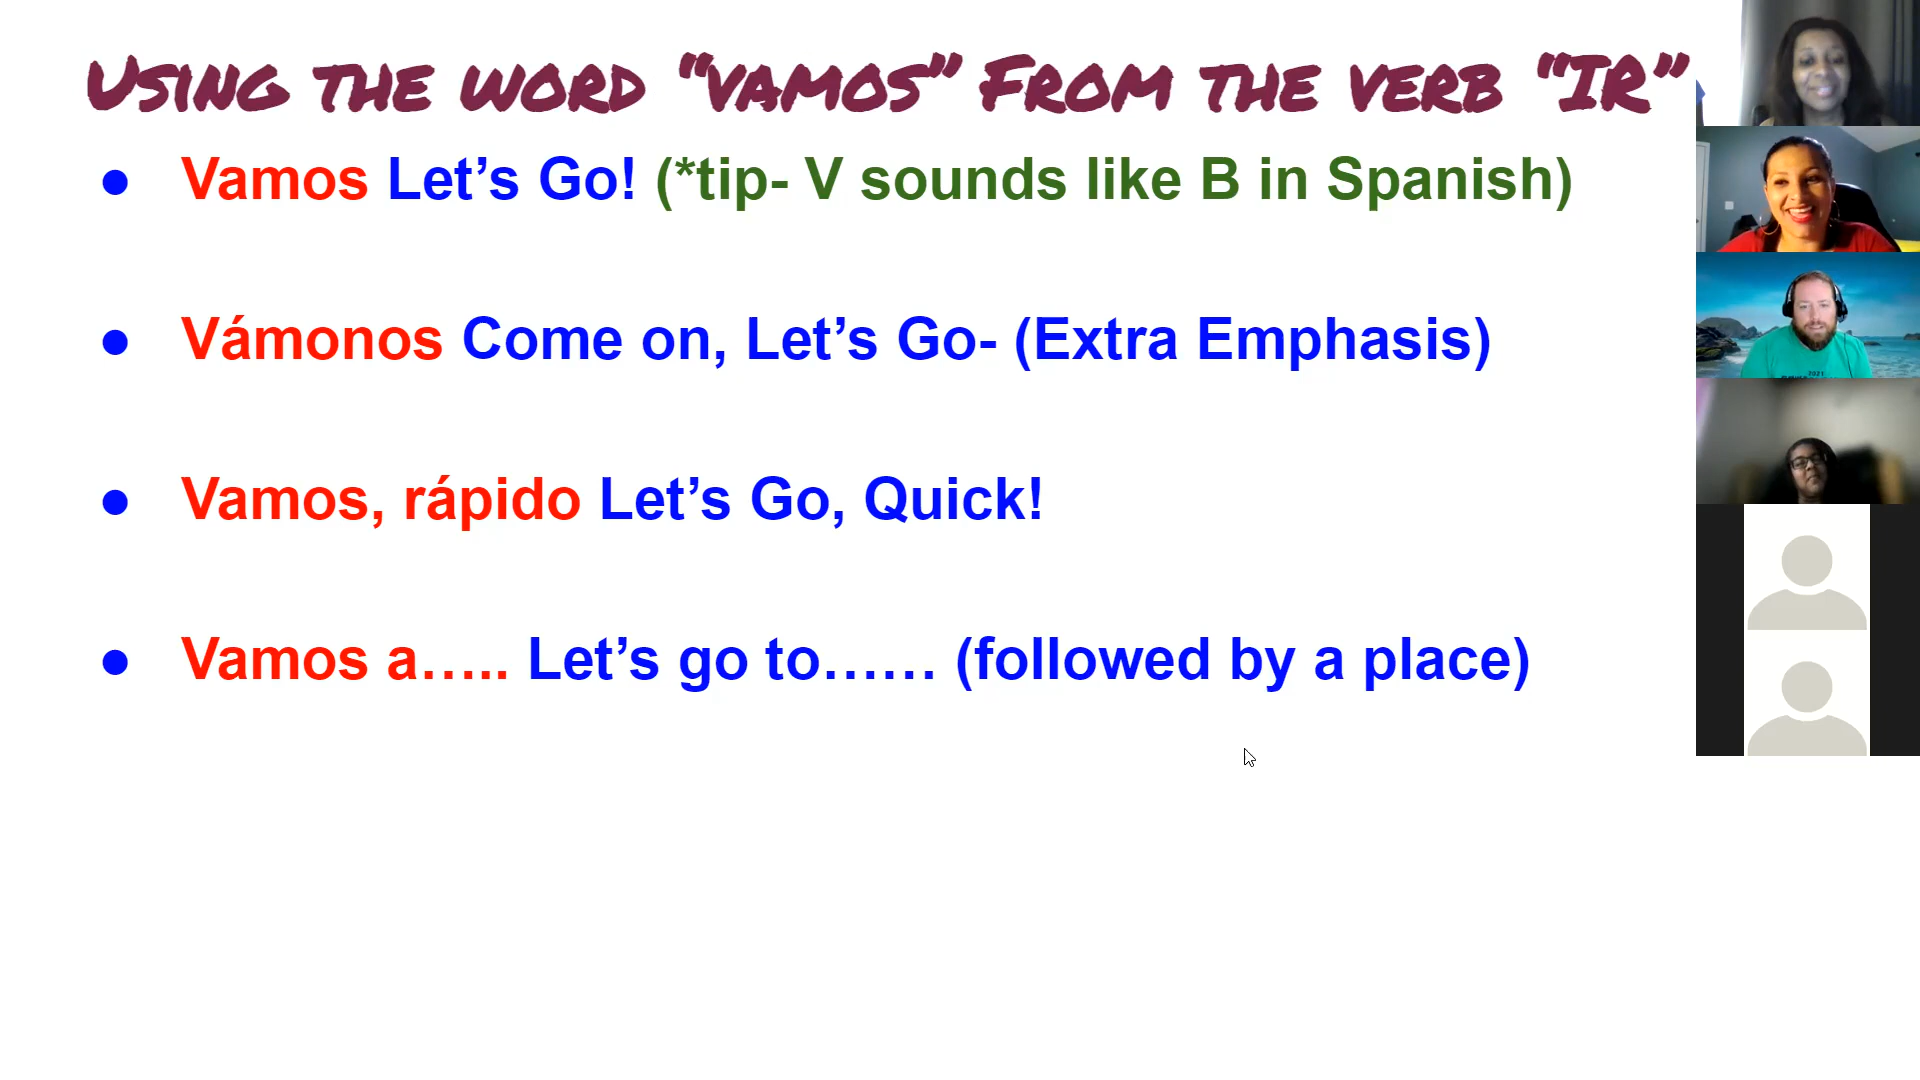 Using the word “vamos” From the verb “IR”
● Vamos Let’s Go! (*tip- V sounds like B in Spanish)
● Vámonos Come on, Let’s Go- (Extra Emphasis)
● Vamos, rápido Let’s Go, Quick!
● Vamos a….. Let’s go to…… (followed by a place)
2021